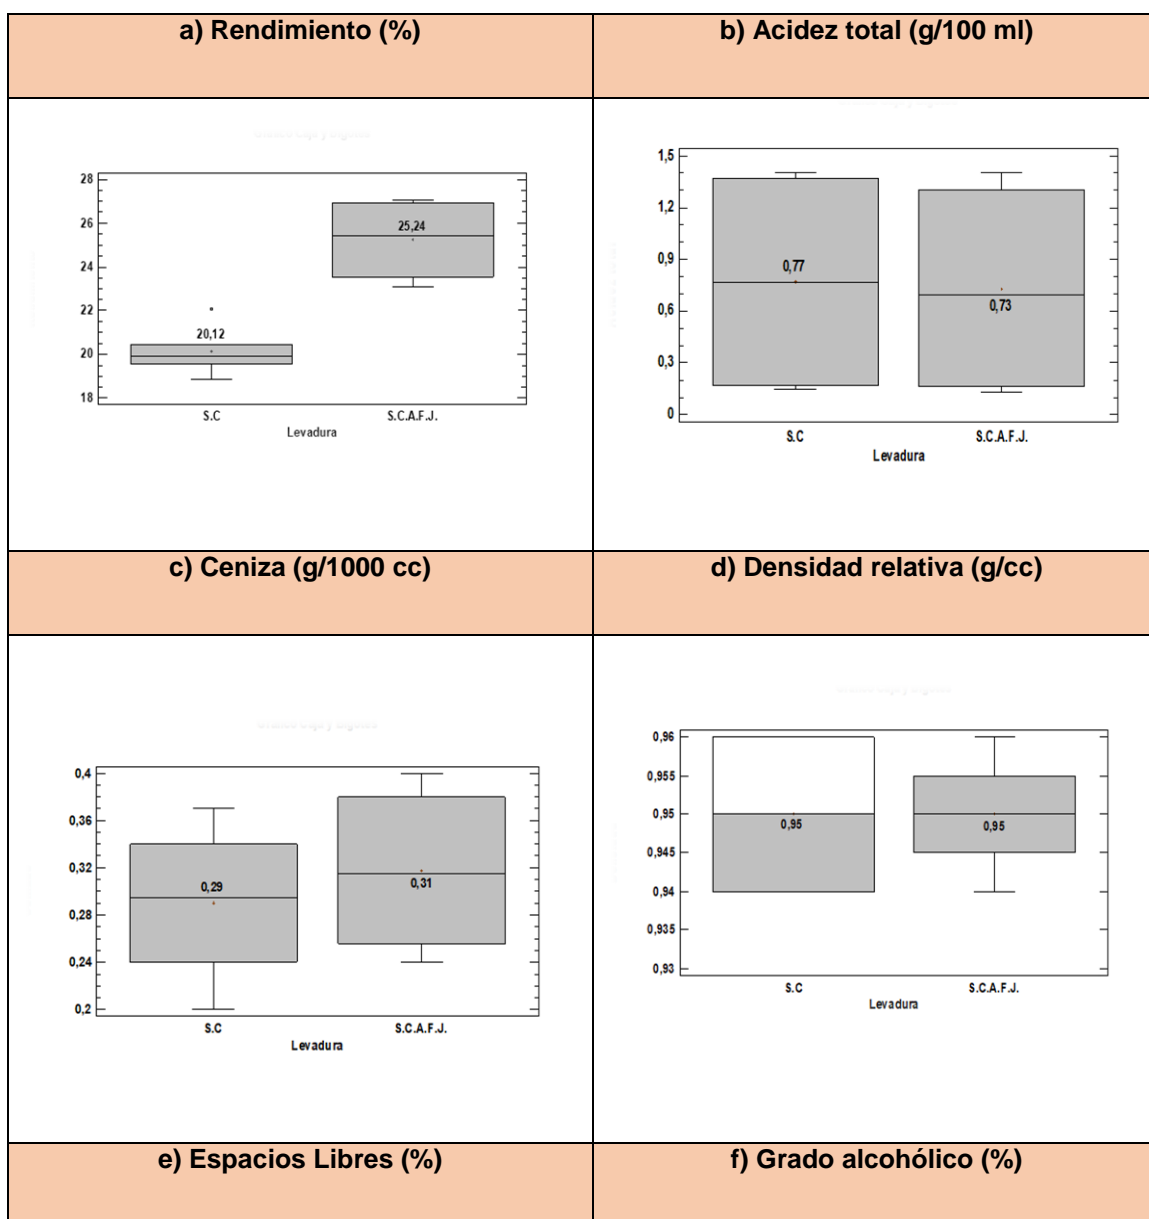 a) Rendimiento (%)
b) Acidez total (g/100 ml)
28
26
24
22
20
18
25,24
20,12
S.C
S.C.A.F.J.
Levadura
1,5
1,2
0,9
0,6
0,3
0
0,77
0,73
S.C
S.C.A.F.J.
Levadura
c) Ceniza (g/1000 cc)
d) Densidad relativa (g/cc)
0,4
0,36
0,32
0,28
0,24
0,2
0,29
0,31
S.C
S.C.A.F.J.
Levadura
0,96
0,955
0,95
0,945
0,94
0,935
0,93
0,95
0,95
S.C
S.C.A.F.J.
Levadura
e) Espacios Libres (%)
f) Grado alcohólico (%)